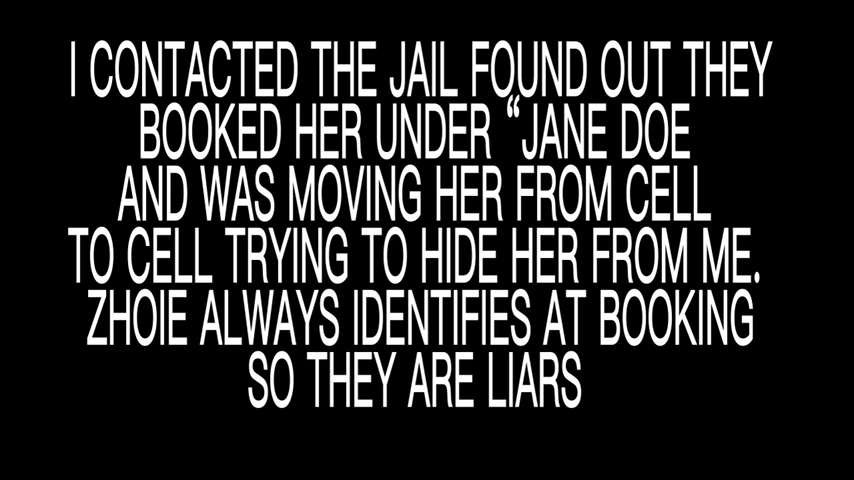 I CONTACTED THE JAIL FOUND OUT THEY
BOOKED HER UNDER “JANE DOE
AND WAS MOVING HER FROM CELL
TO CELL TRYING TO HIDE HER FROM ME.
ZHOIE ALWAYS IDENTIFIES AT BOOKING
SO THEY ARE LIARS